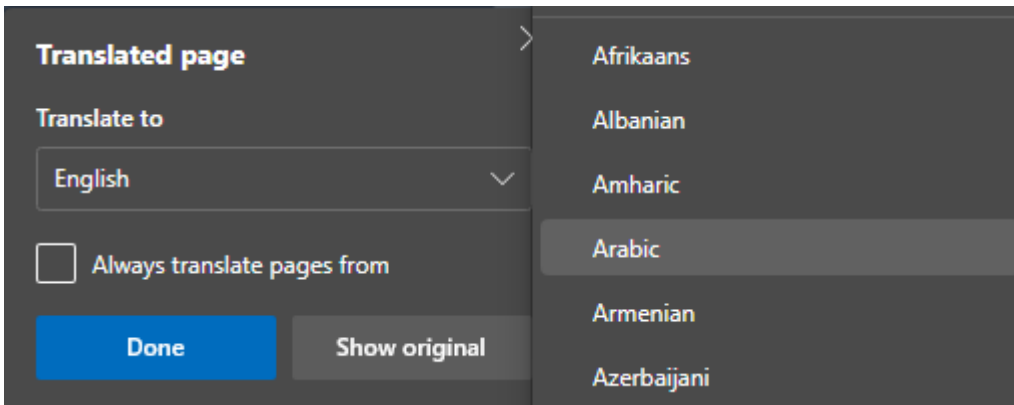 Translated page
Translate to
English
Always translate pages from
Done
Show original
Afrikaans
Albanian
Amharic
Arabic
Armenian
Azerbaijani